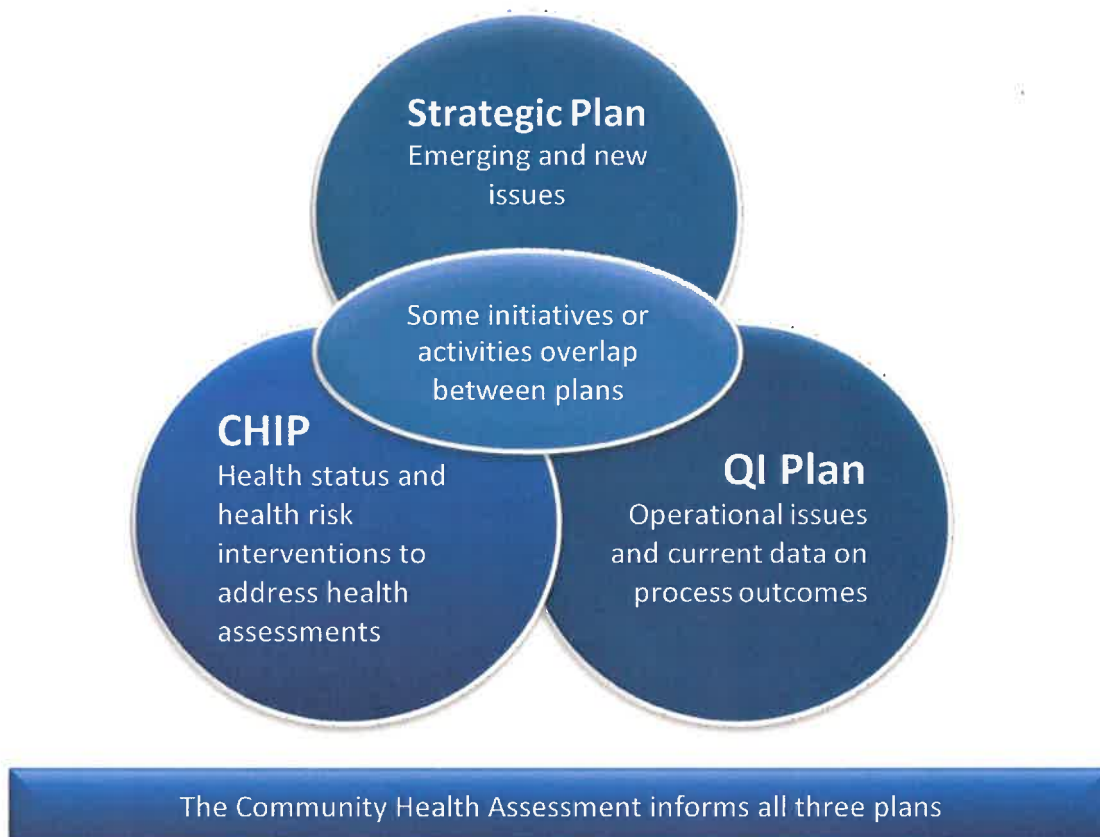 Strategic Plan
Emerging and new
issues
Some initiatives or
activities overlap
between plans
CHIP
Health status and
health risk
interventions to
address health
assessments
QI Plan
Operational issues
and current data on
process outcomes
The Community Health Assessment informs all three plans